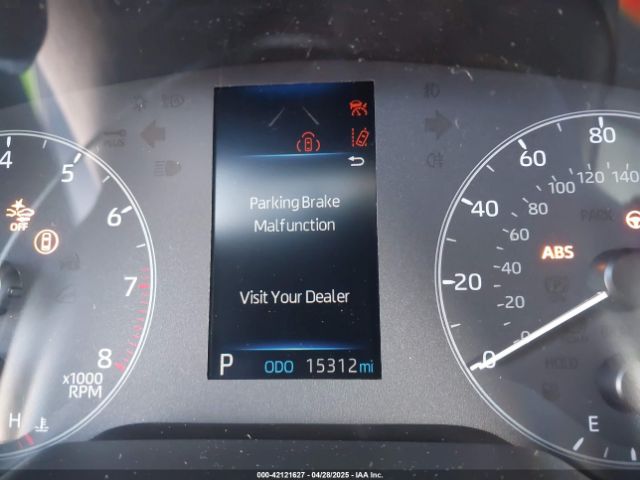 Parking Brake
Malfunction
Visit Your Dealer
P ODO 15312 mi
4
5
6
7
8
x1000
RPM
H
OFF
PLUS
0
20
40
60
80
0
20
40
60
80
100
120
140
PARK
ABS
HOLD
E
000-42121627 - 04/28/2025 - IAA Inc.